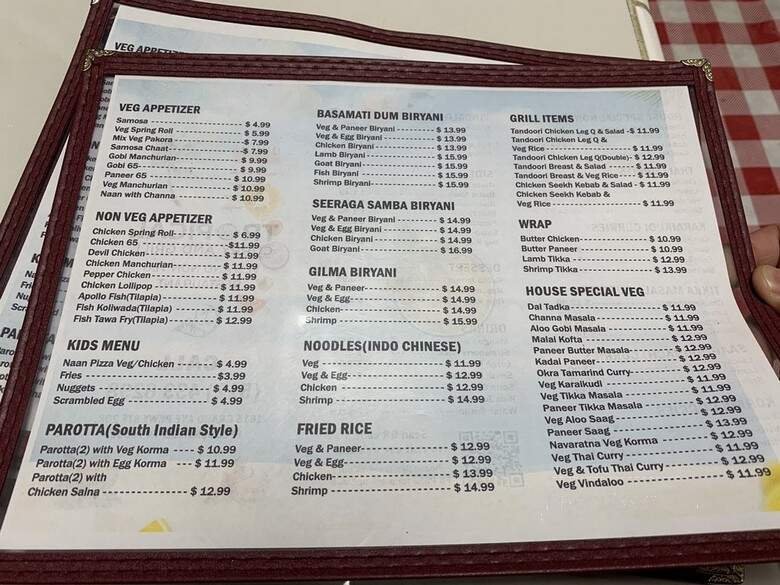 VEG APPETIZER
VEG APPETIZER
Samosa ---------------- $ 4.99
Veg Spring Roll ---------------- $ 5.99
Mix Veg Pakora ---------------- -$ 7.99
Samosa Chaat ---------------- -$ 7.99
Gobi Manchurian ---------------- $ 9.99
Gobi 65 ---------------- $ 9.99
Paneer 65 ---------------- $ 10.99
Veg Manchurian ---------------- $ 10.99
Naan with Channa ---------------- $ 10.99
NON VEG APPETIZER
Chicken Spring Roll ---------------- $ 6.99
Chicken 65 ---------------- $11.99
Devil Chicken ---------------- $ 11.99
Chicken Manchurian ---------------- $ 11.99
Pepper Chicken ---------------- $ 11.99
Chicken Lollipop ---------------- $ 11.99
Apollo Fish(Tilapia) ---------------- $ 11.99
Fish Koliwada(Tilapia) ---------------- $ 11.99
Fish Tawa Fry(Tilapia) ---------------- $ 12.99
KIDS MENU
Naan Pizza Veg/Chicken ---------------- $ 4.99
Fries ---------------- $3.99
Nuggets ---------------- $ 4.99
Scrambled Egg ---------------- $ 4.99
PAROTTA(South Indian Style)
Parotta(2) with Veg Korma ---- $ 10.99
Parotta(2) with Egg Korma ---- $ 11.99
Parotta(2) with
Chicken Salna ---------------- $ 12.99
BASAMATI DUM BIRYANI
Veg & Paneer Biryani ---------------- $ 13.99
Veg & Egg Biryani ---------------- $ 13.99
Chicken Biryani ---------------- $ 13.99
Lamb Biryani ---------------- $ 15.99
Goat Biryani ---------------- $ 15.99
Fish Biryani ---------------- $ 15.99
Shrimp Biryani ---------------- $ 15.99
SEERAGA SAMBA BIRYANI
Veg & Paneer Biryani ---------------- $ 14.99
Veg & Egg Biryani ---------------- $ 14.99
Chicken Biryani ---------------- $ 14.99
Goat Biryani ---------------- $ 16.99
GILMA BIRYANI
Veg & Paneer ---------------- $ 14.99
Veg & Egg ---------------- $ 14.99
Chicken ---------------- $ 14.99
Shrimp ---------------- $ 15.99
NOODLES(INDO CHINESE)
Veg ---------------- $ 11.99
Veg & Egg ---------------- $ 12.99
Chicken ---------------- $ 12.99
Shrimp ---------------- $ 14.99
FRIED RICE
Veg & Paneer ---------------- $ 12.99
Veg & Egg ---------------- $ 12.99
Chicken ---------------- $ 13.99
Shrimp ---------------- $ 14.99
GRILL ITEMS
Tandoori Chicken Leg Q & Salad -$ 11.99
Tandoori Chicken Leg Q &
Veg Rice ---------------- $ 11.99
Tandoori Chicken Leg Q(Double)- $ 12.99
Tandoori Breast & Salad ------ $ 11.99
Tandoori Breast & Veg Rice ---- $ 11.99
Chicken Seekh Kebab & Salad - $ 11.99
Chicken Seekh Kebab &
Veg Rice ---------------- $ 11.99
WRAP
Butter Chicken ---------------- $ 10.99
Butter Paneer ---------------- $ 10.99
Lamb Tikka ---------------- $ 12.99
Shrimp Tikka ---------------- $ 13.99
HOUSE SPECIAL VEG
Dal Tadka ---------------- $ 11.99
Channa Masala ---------------- $ 11.99
Aloo Gobi Masala ---------------- $ 11.99
Malai Kofta ---------------- $ 12.99
Paneer Butter Masala ---------------- $ 12.99
Kadai Paneer ---------------- $ 12.99
Okra Tamarind Curry ---------------- $ 12.99
Veg Karaikudi ---------------- $ 11.99
Veg Tikka Masala ---------------- $ 11.99
Paneer Tikka Masala ---------------- $ 12.99
Veg Aloo Saag ---------------- $ 12.99
Paneer Saag ---------------- $ 13.99
Navaratna Veg Korma ---------------- $ 12.99
Veg Thai Curry ---------------- $ 11.99
Veg & Tofu Thai Curry ---------------- $ 12.99
Veg Vindaloo ---------------- $ 11.99